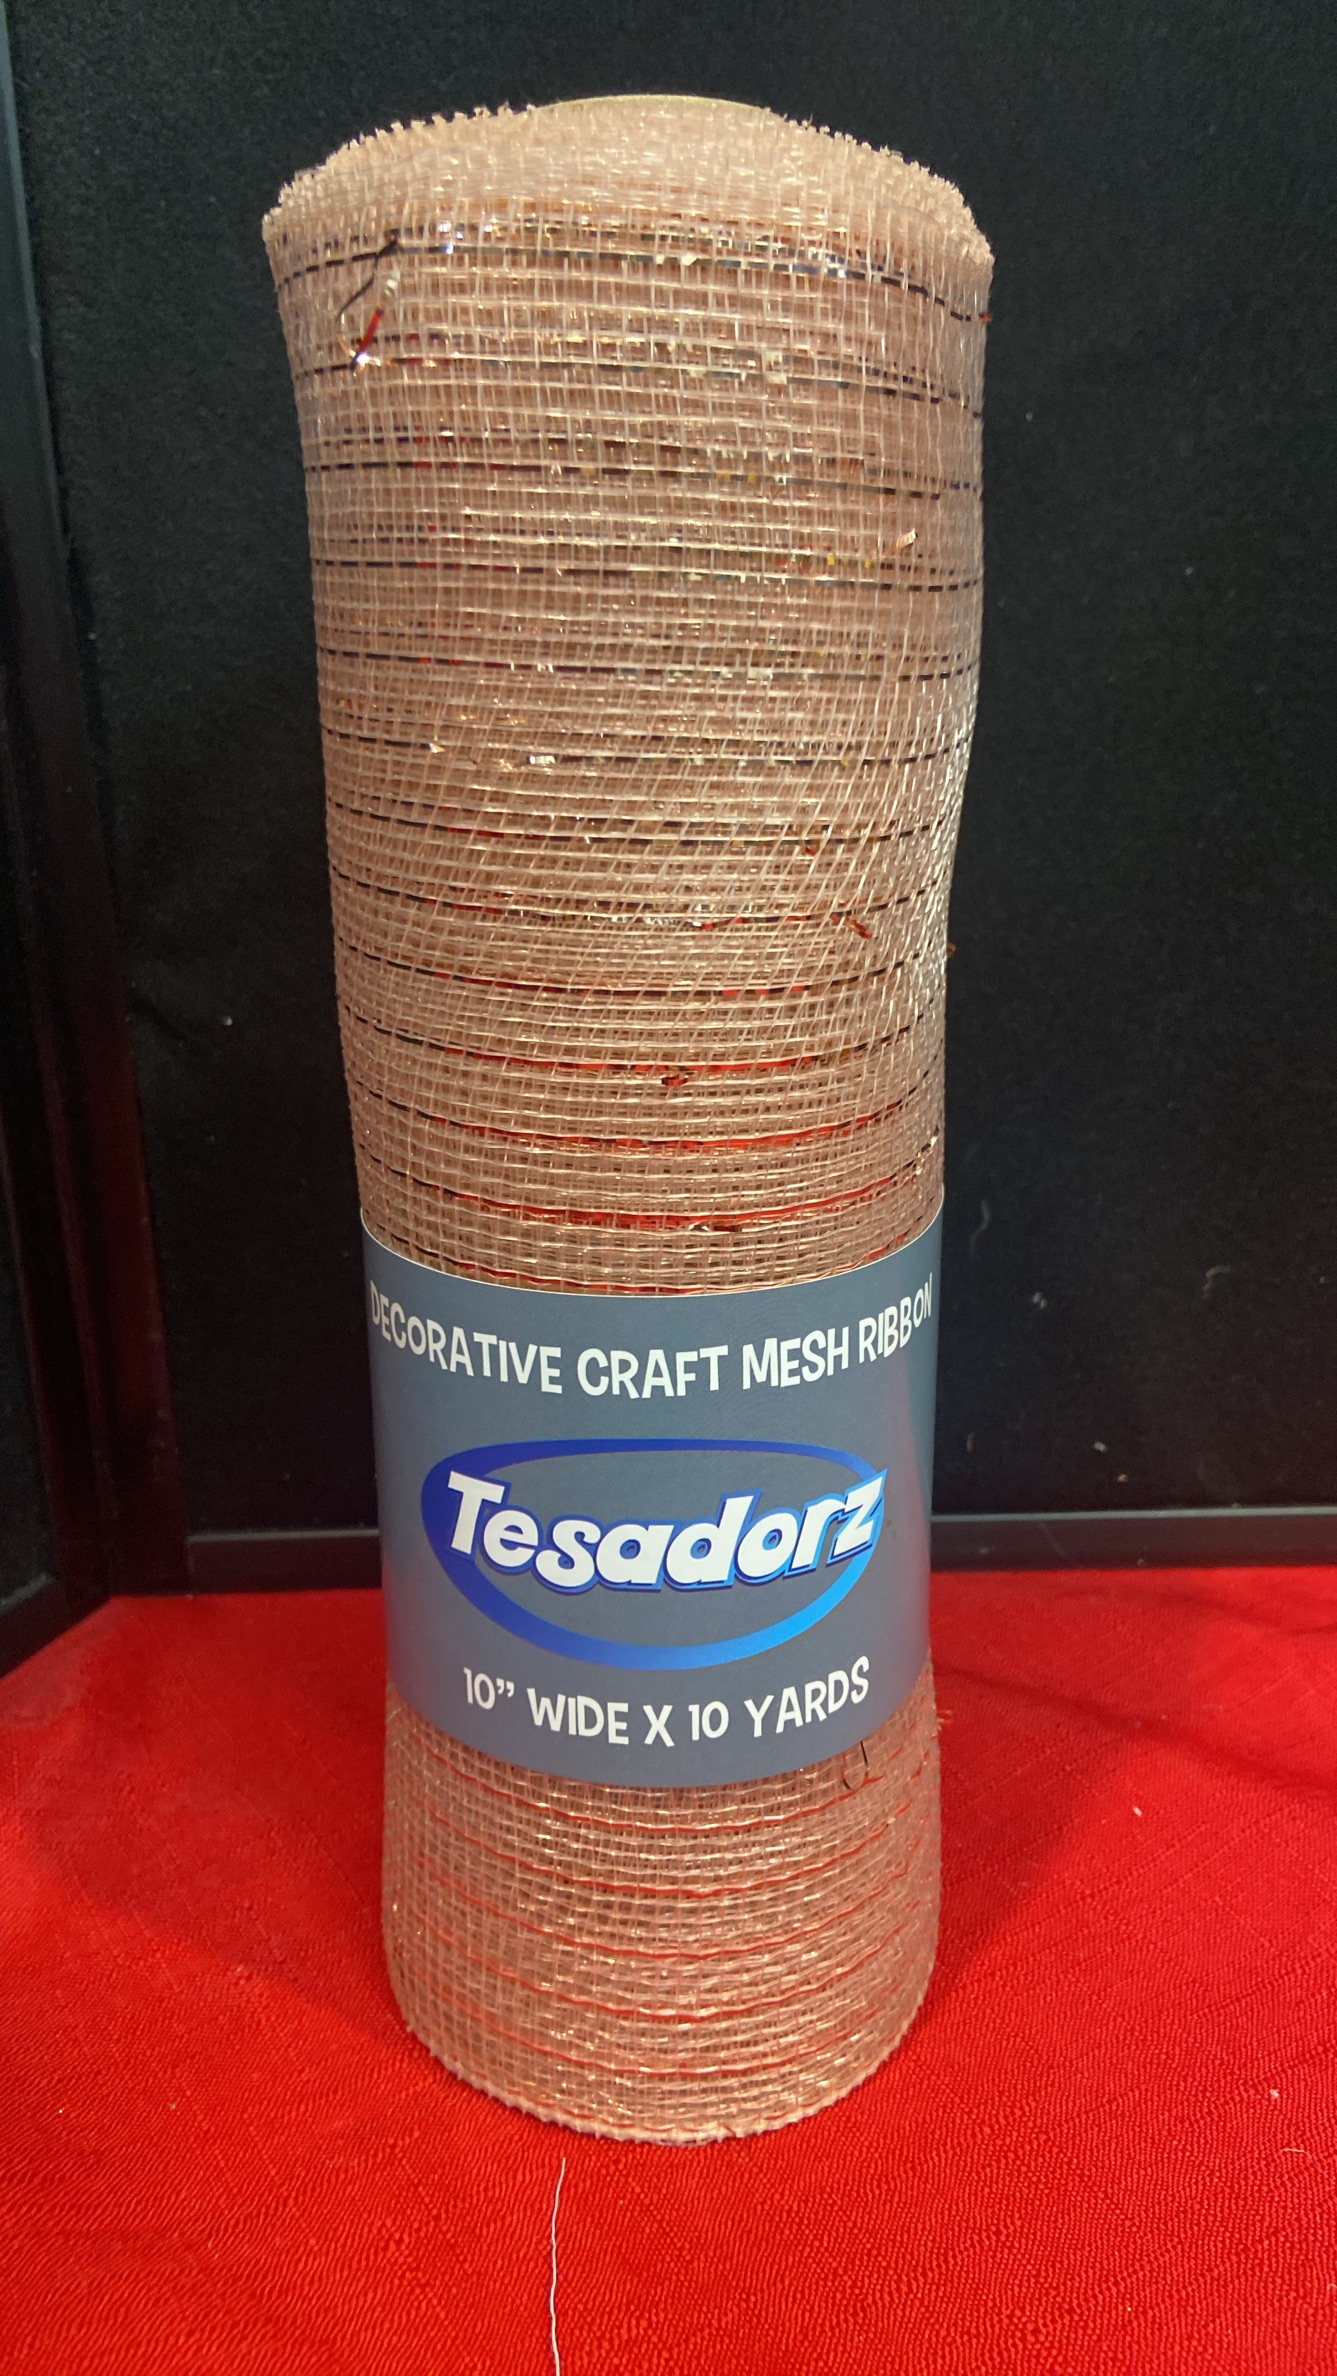 DECORATIVE CRAFT MESH RIBBON
Tesadorz
10" WIDE X 10 YARDS